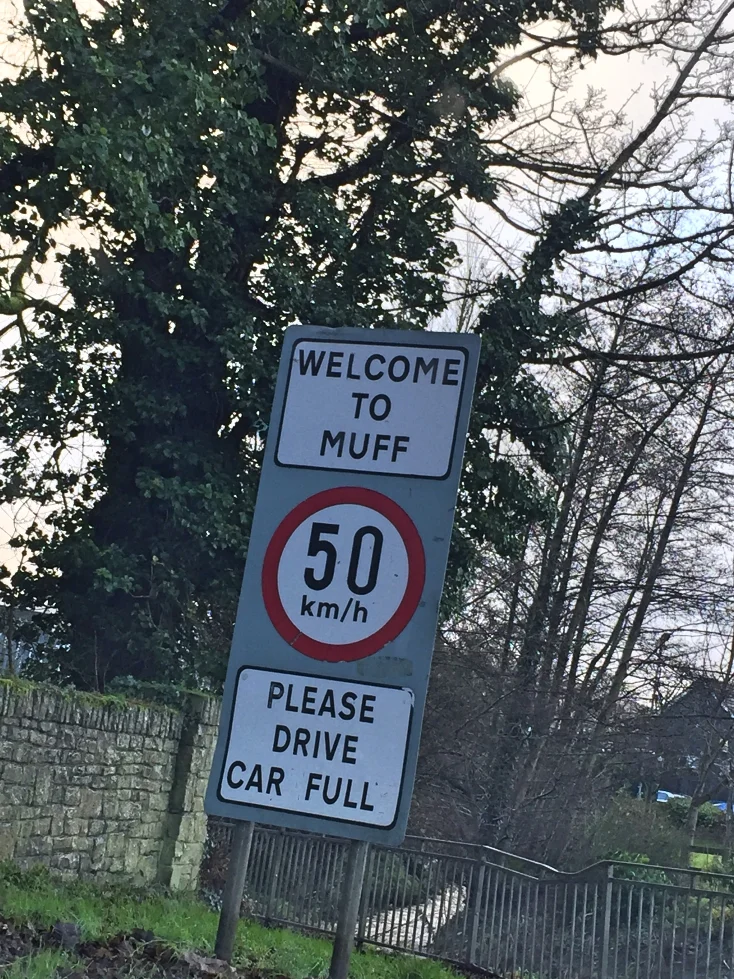 WELCOME
TO
MUFF
50
km/h
PLEASE
DRIVE
CAR FULL